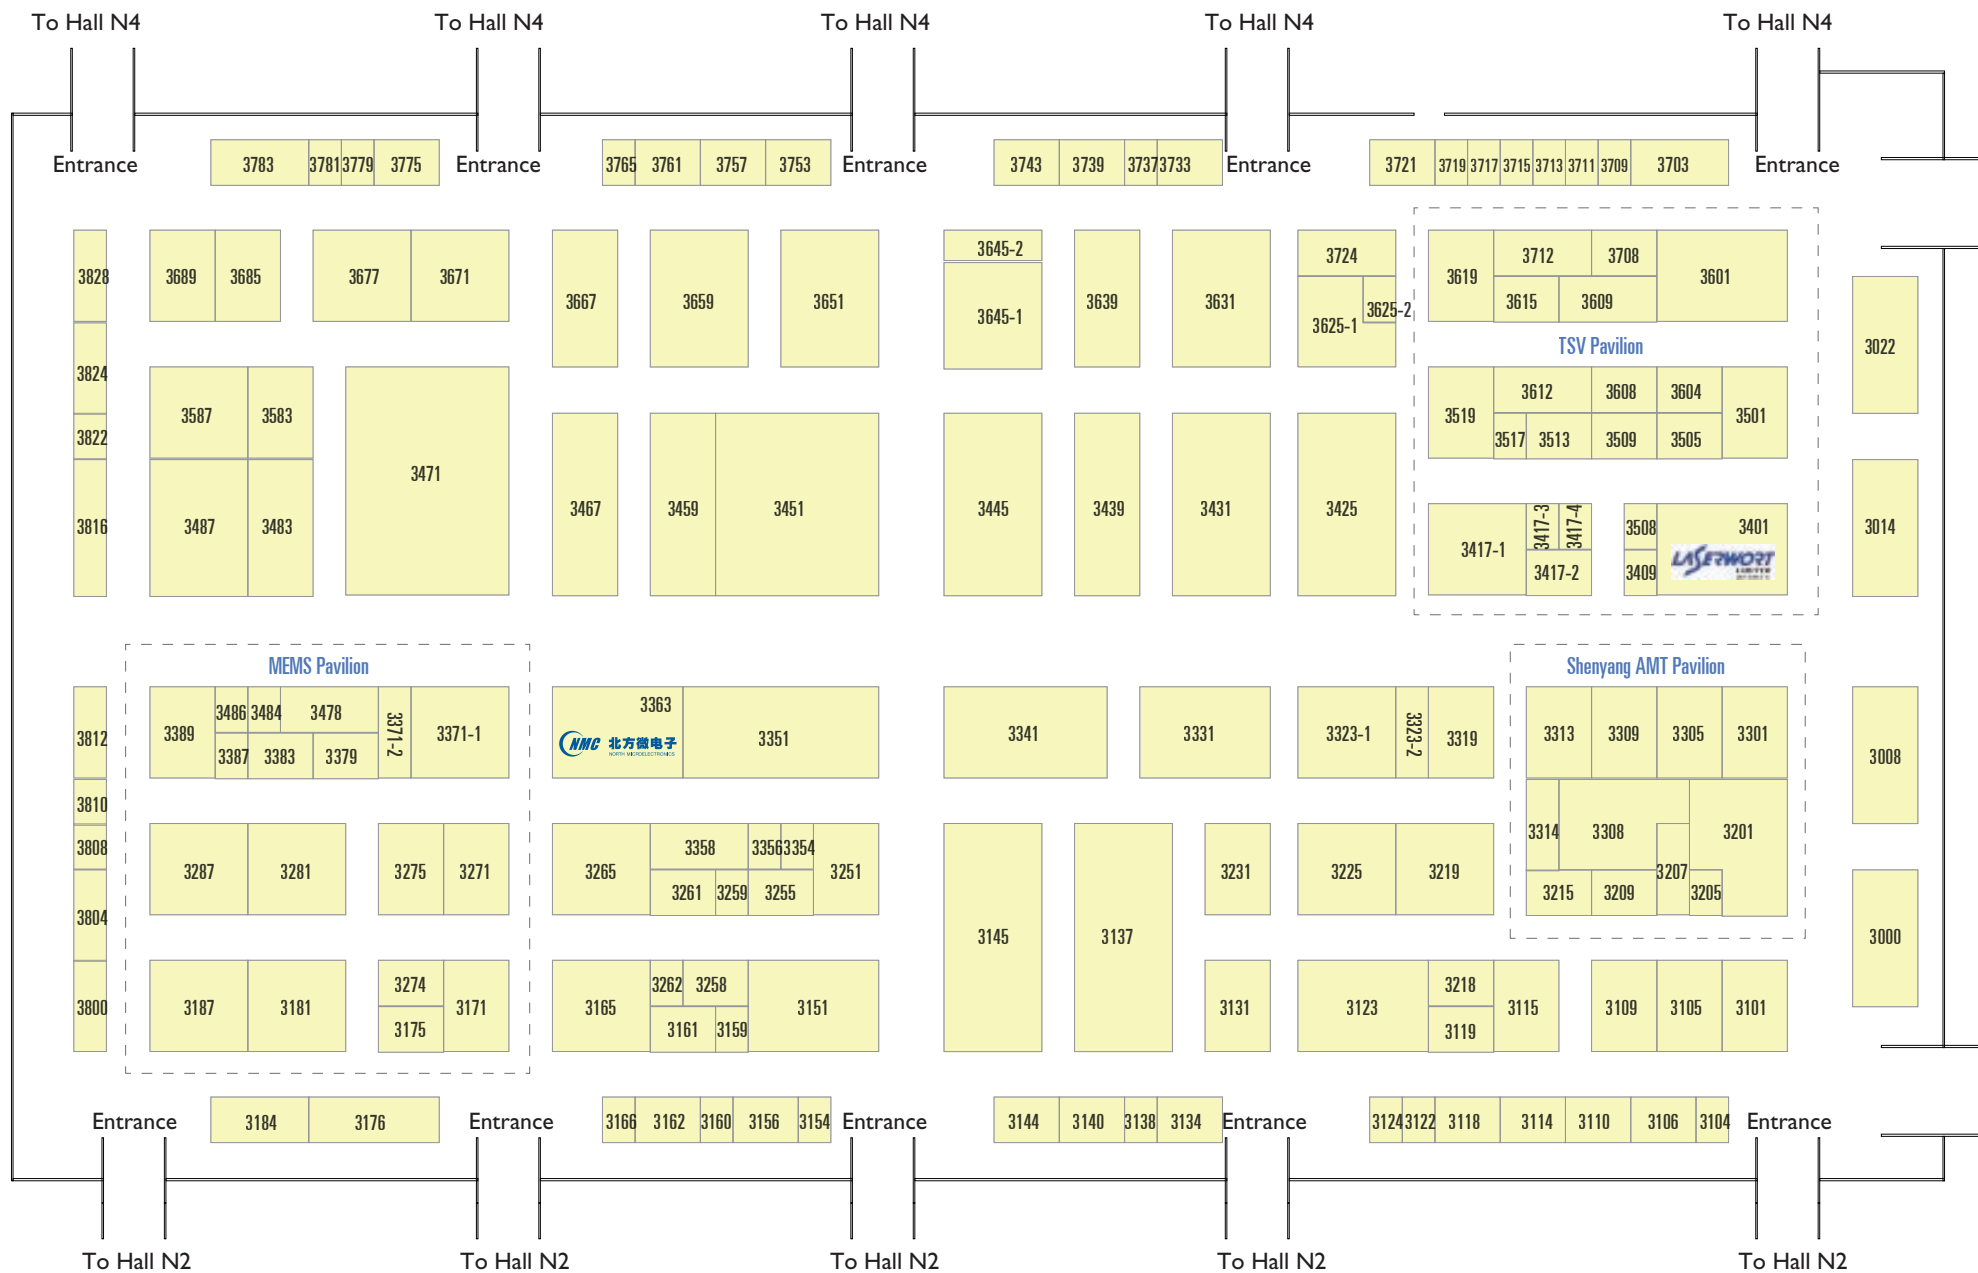 To Hall N4 To Hall N4 To Hall N4 To Hall N4 To Hall N4
Entrance 3783 3781 3779 3775 Entrance 3765 3761 3757 3753 Entrance 3743 3739 3737 3733 Entrance 3721 3719 3717 3715 3713 3711 3709 3703 Entrance
3645-2 3724 3712 3708
3828 3689 3685 3677 3671 3619 3601
3667 3659 3651 3645-1 3639 3631 3625-1 3625-2 3615 3609
TSV Pavilion 3022
3824 3612 3608 3604
3587 3583 3519 3501
3822 3517 3513 3509 3505
3471
3816 3487 3483 3467 3459 3451 3445 3439 3431 3425 3417-3 3417-4 3508 3401 3014
3417-1 LASERWORT
3417-2 3409
MEMS Pavilion Shenyang AMT Pavilion
3486 3484 3478 3363
3812 3389 3371-2 3371-1 3351 3341 3331 3323-1 3323-2 3319 3313 3309 3305 3301
NMC 北方微电子
NORTH MICROELECTRONICS
3387 3383 3379 3008
3810
3808 3358 3356 3354 3314 3308 3201
3287 3281 3275 3271 3265 3251 3231 3225 3219 3207
3261 3259 3255 3215 3209 3205
3804 3145 3137 3000
3274 3262 3258 3218
3800 3187 3181 3171 3165 3151 3131 3123 3115 3109 3105 3101
3175 3161 3159 3119
Entrance 3184 3176 Entrance 3166 3162 3160 3156 3154 Entrance 3144 3140 3138 3134 Entrance 3124 3122 3118 3114 3110 3106 3104 Entrance
To Hall N2 To Hall N2 To Hall N2 To Hall N2 To Hall N2